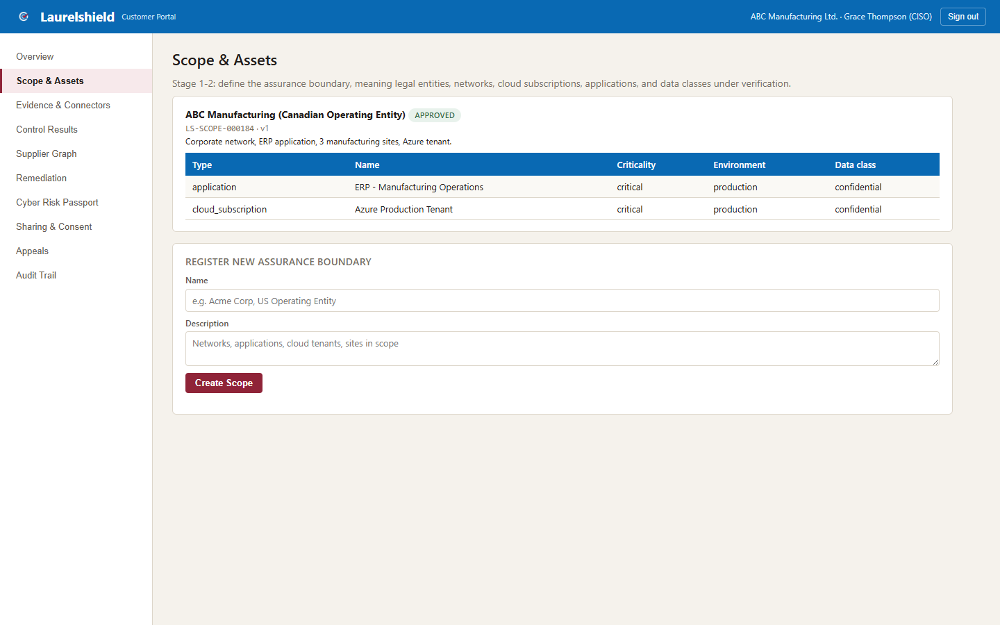 Laurelshield Customer Portal
ABC Manufacturing Ltd. · Grace Thompson (CISO) Sign out
Overview
Scope & Assets
Evidence & Connectors
Control Results
Supplier Graph
Remediation
Cyber Risk Passport
Sharing & Consent
Appeals
Audit Trail
Scope & Assets
Stage 1-2: define the assurance boundary, meaning legal entities, networks, cloud subscriptions, applications, and data classes under verification.
ABC Manufacturing (Canadian Operating Entity) APPROVED
LS-SCOPE-000184 · v1
Corporate network, ERP application, 3 manufacturing sites, Azure tenant.
Type Name Criticality Environment Data class
application ERP - Manufacturing Operations critical production confidential
cloud_subscription Azure Production Tenant critical production confidential
REGISTER NEW ASSURANCE BOUNDARY
Name
e.g. Acme Corp, US Operating Entity
Description
Networks, applications, cloud tenants, sites in scope
Create Scope